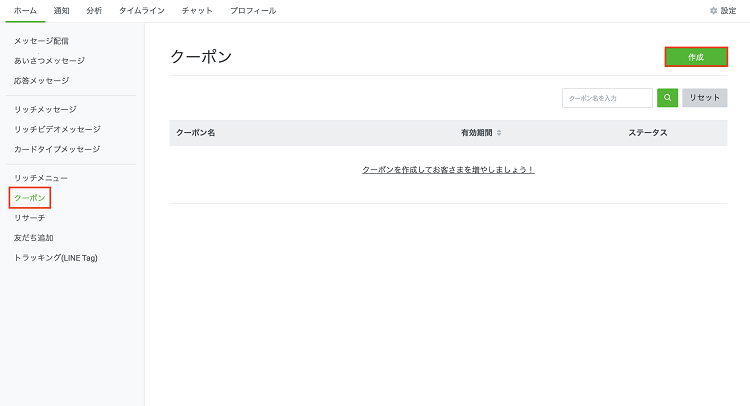 ホーム 通知 分析 タイムライン チャット プロフィール 設定
メッセージ配信
あいさつメッセージ
応答メッセージ
リッチメッセージ
リッチビデオメッセージ
カードタイプメッセージ
リッチメニュー
クーポン
リサーチ
友だち追加
トラッキング(LINE Tag)
クーポン 作成
クーポン名を入力 リセット
クーポン名 有効期間 ステータス
クーポンを作成してお客さまを増やしましょう！